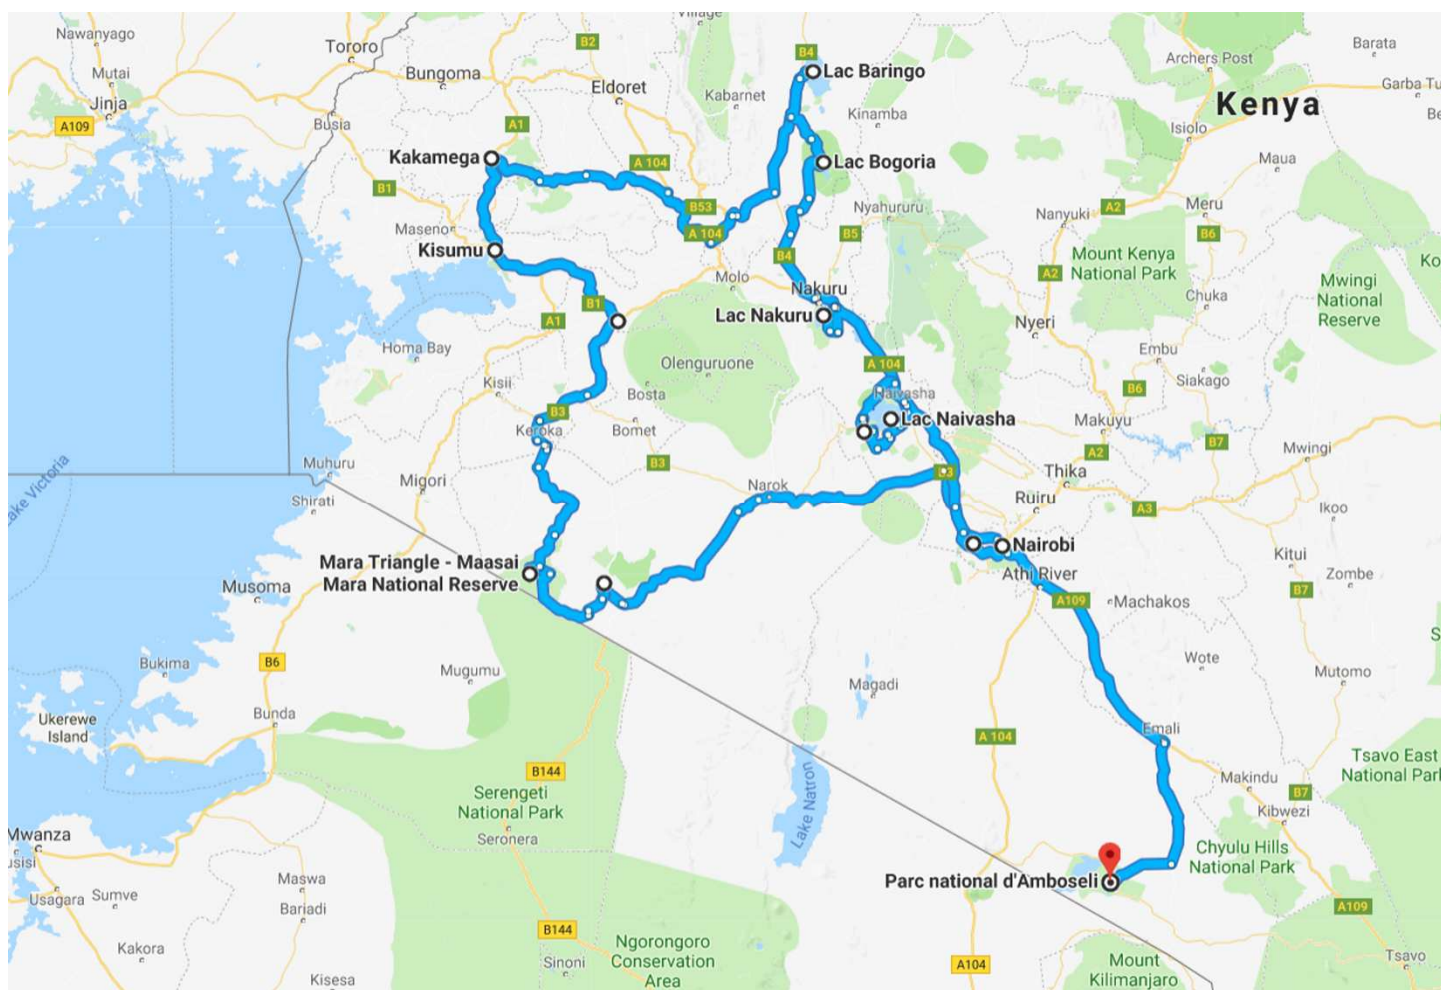 Village
Nawanyago
Tororo
B2
B4
Lac Baringo
Barata
Archers Post
Mutai
Bungoma
Eldoret
Kabarnet
Garba Tu
Jinja
Kinamba
Kenya
Be
A109
Busia
A1
Isiolo
Kakamega
A 104
Lac Bogoria
Maua
B1
B53
Nyahururu
Nanyuki
A2
Meru
Maseno
A 104
B5
B6
Kisumu
B4
Mount Kenya
National Park
Ko
A2
Molo
Mwingi
National
Reserve
Nakuru
Chuka
B1
Lac Nakuru
A1
Nyeri
Homa Bay
Embu
Olenguruone
A 104
Kisii
Siakago
Bosta
Naivasha
B6
B3
Lac Naivasha
Makuyu
Keroka
Bomet
B7
Mwingi
A2
Muhuru
B3
B3
Thika
Lake Victoria
Migori
Narok
Ruiru
Shirati
A3
Ikoo
Nairobi
Kitui
Mara Triangle - Maasai
Mara National Reserve
Athi River
Zombe
Musoma
A109
Machakos
B7
S
Bukima
B6
Mugumu
Wote
Mutomo
Magadi
Ukerewe
Island
Bunda
Emali
A 104
Tsavo East
National Park
B144
Makindu
Lake Natron
B7
Serengeti
National Park
Kibwezi
Mwanza
Seronera
Chyulu Hills
National Park
usisi
Maswa
Parc national d'Amboseli
Usagara
Sumve
Bariadi
A109
B144
Ngorongoro
Conservation
Area
Kakora
Sinoni
A104
Mount
Kilimanjaro
Tsavo
Kisesa